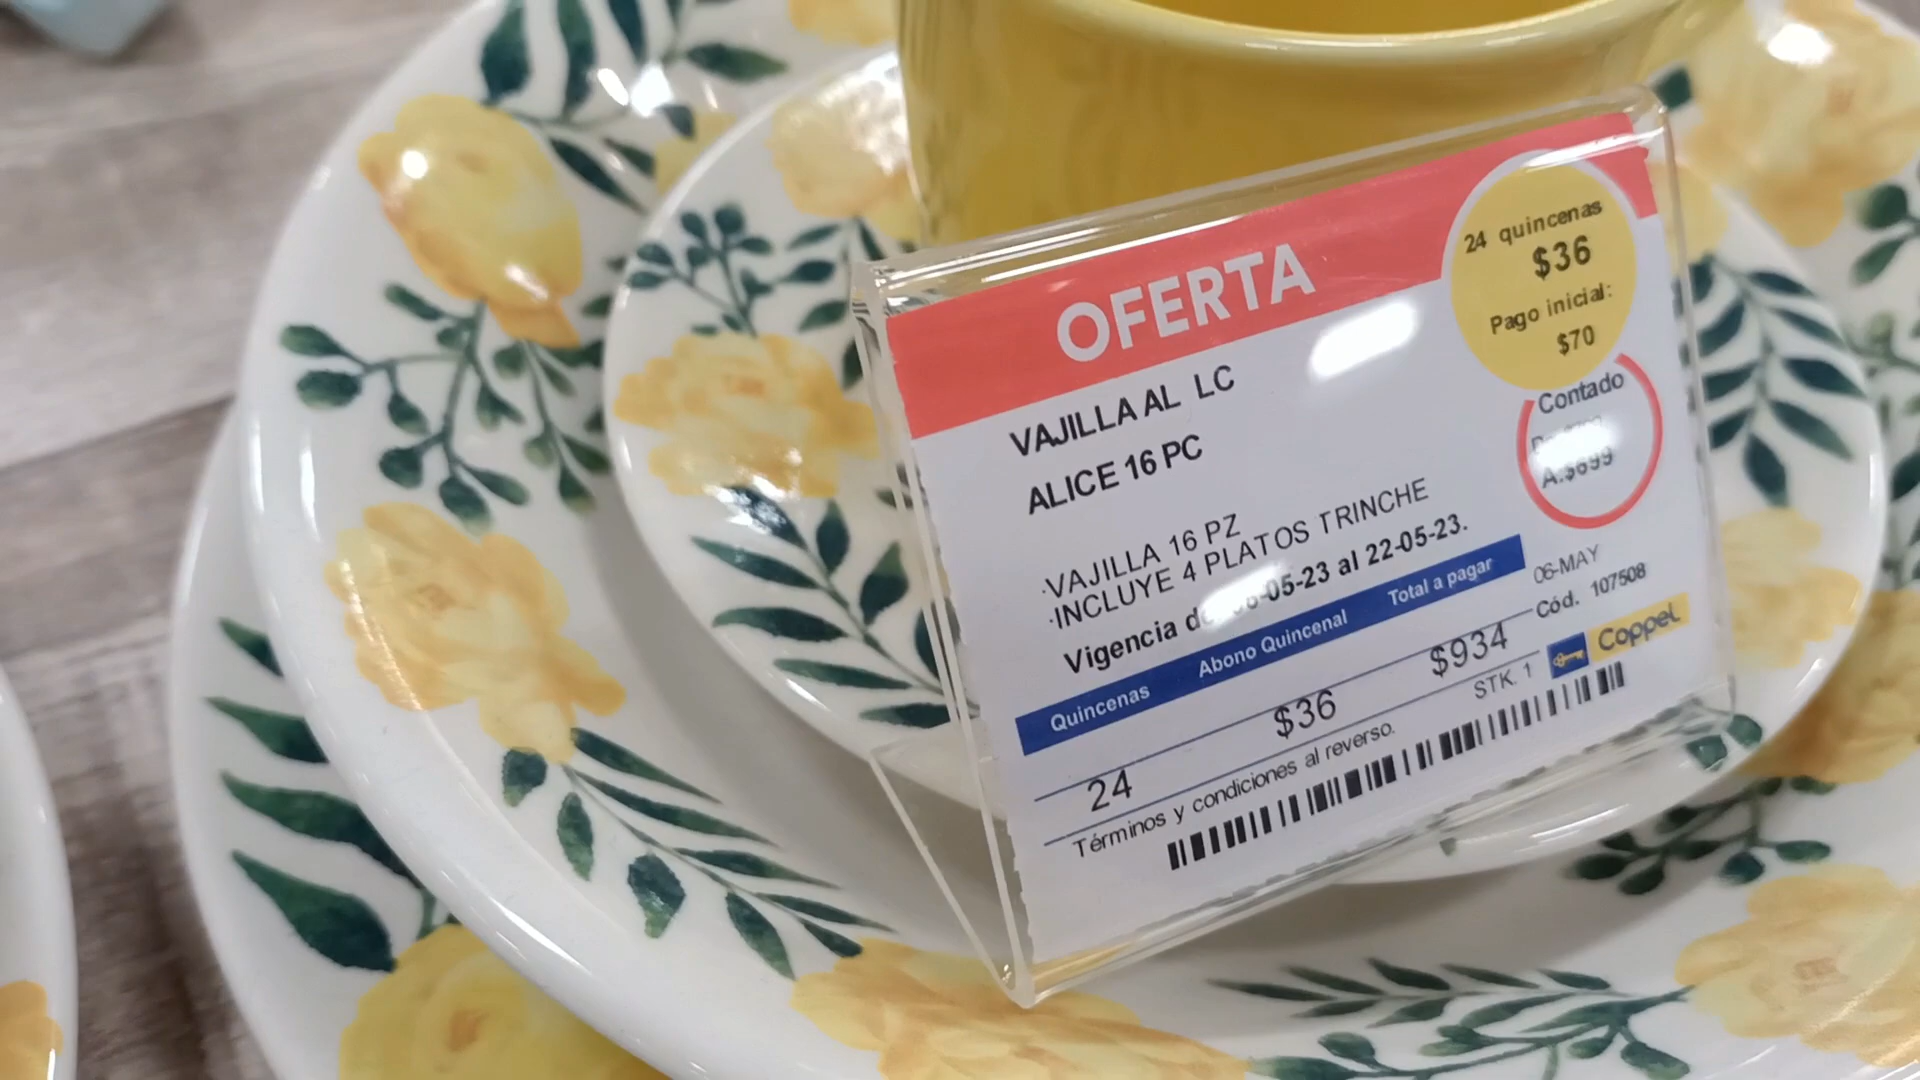 OFERTA
24 quincenas
$36
Pago inicial:
$70
VAJILLA AL LC
ALICE 16 PC
Contado
A:$699
·VAJILLA 16 PZ
·INCLUYE 4 PLATOS TRINCHE
Vigencia -05-23 al 22-05-23.
06-MAY
Cód. 107508
Quincenas Abono Quincenal Total a pagar
24 $36 $934
Coppel
STK. 1
Términos y condiciones al reverso.